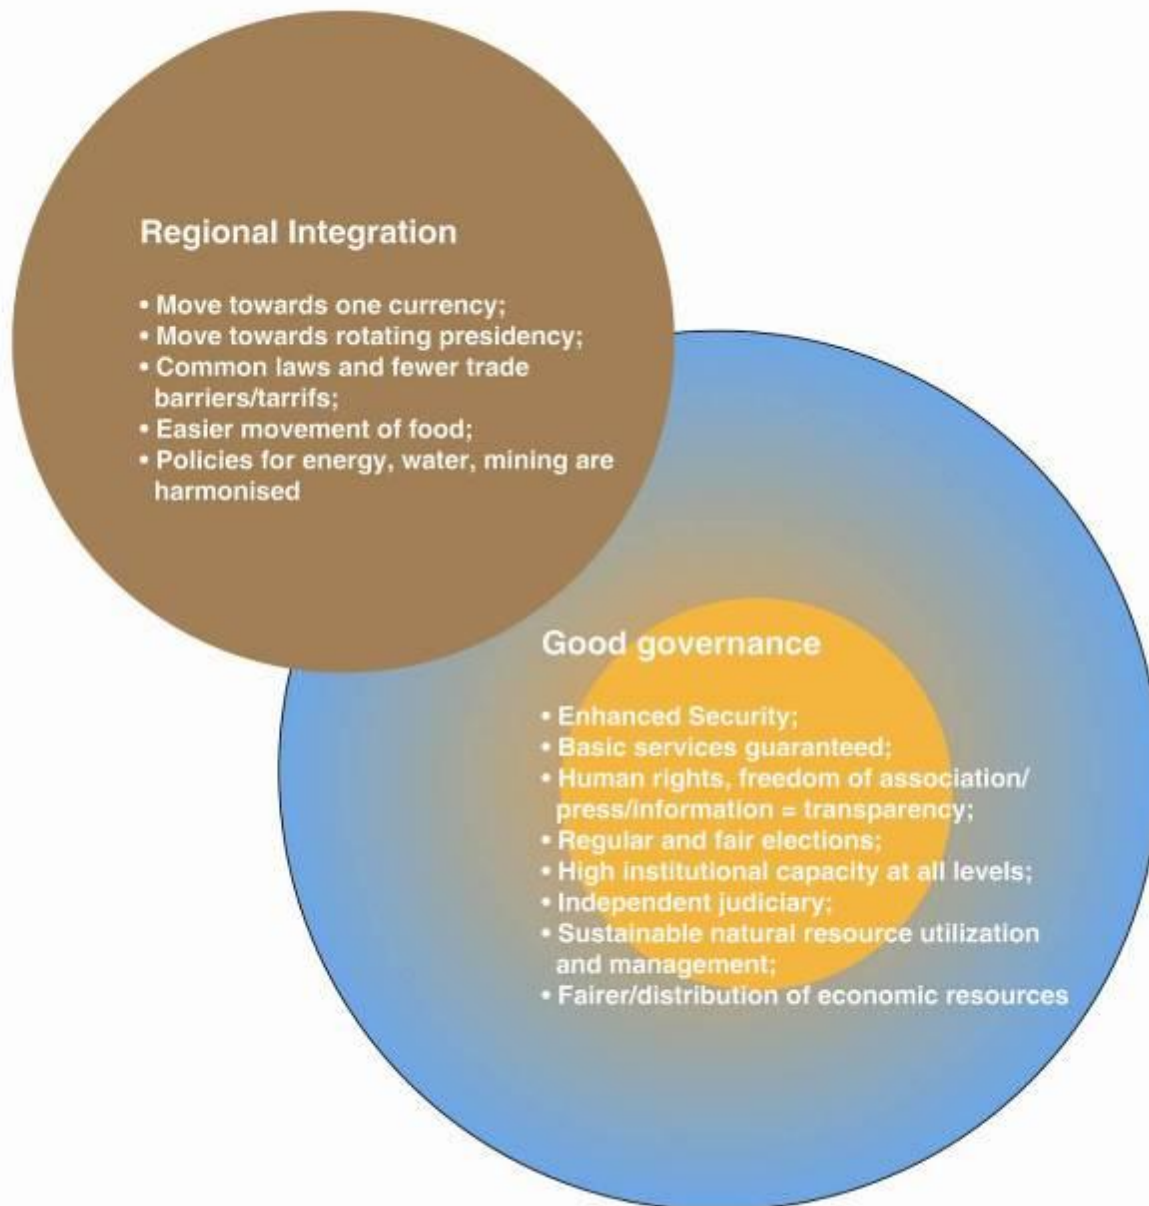 Regional Integration
• Move towards one currency;
• Move towards rotating presidency;
• Common laws and fewer trade
barriers/tarrifs;
• Easier movement of food;
• Policies for energy, water, mining are
harmonised
Good governance
• Enhanced Security;
• Basic services guaranteed;
• Human rights, freedom of association/
press/information = transparency;
• Regular and fair elections;
• High institutional capacity at all levels;
• Independent judiciary;
• Sustainable natural resource utilization
and management;
• Fairer/distribution of economic resources